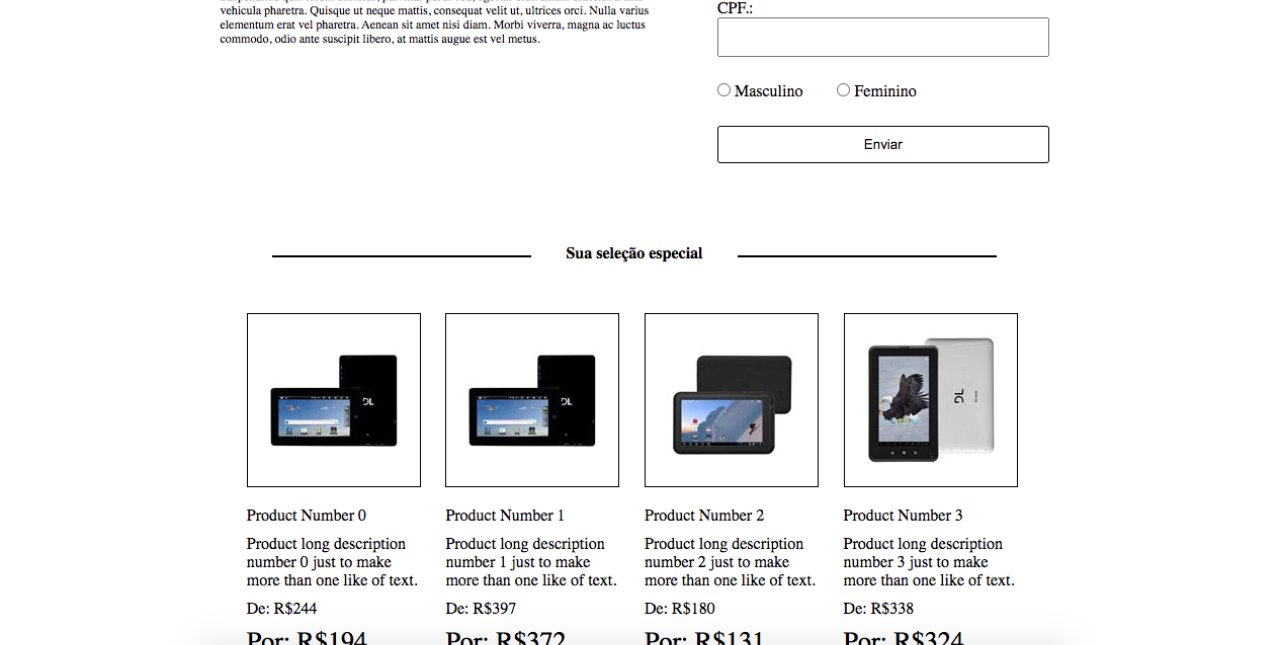 vehicula pharetra. Quisque ut neque mattis, consequat velit ut, ultrices orci. Nulla varius
elementum erat vel pharetra. Aenean sit amet nisi diam. Morbi viverra, magna ac luctus
commodo, odio ante suscipit libero, at mattis augue est vel metus.
CPF.:
Masculino Feminino
Enviar
Sua seleção especial
DL DL DL
Product Number 0
Product long description
number 0 just to make
more than one like of text.
De: R$244
Por: R$194
Product Number 1
Product long description
number 1 just to make
more than one like of text.
De: R$397
Por: R$372
Product Number 2
Product long description
number 2 just to make
more than one like of text.
De: R$180
Por: R$131
Product Number 3
Product long description
number 3 just to make
more than one like of text.
De: R$338
Por: R$324